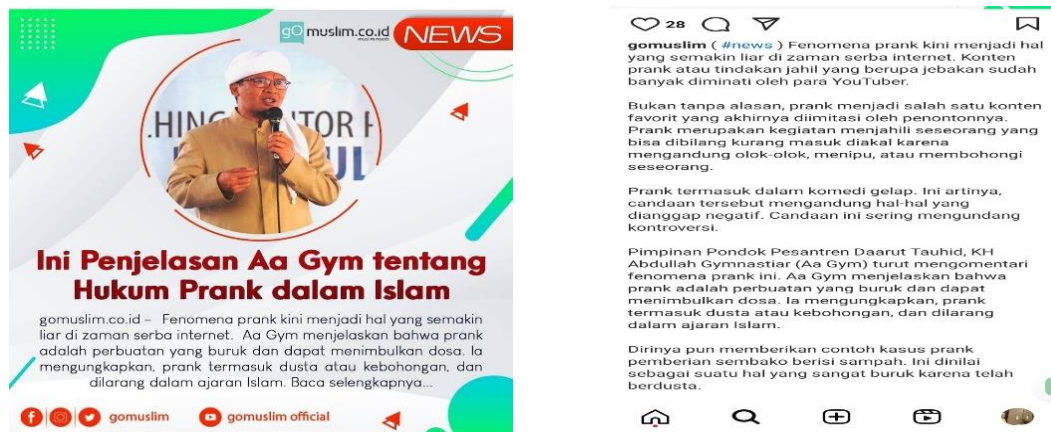 gomuslim.co.id
NEWS
HING
TOR
UL
Ini Penjelasan Aa Gym tentang
Hukum Prank dalam Islam
gomuslim.co.id – Fenomena prank kini menjadi hal yang semakin
liar di zaman serba internet. Aa Gym menjelaskan bahwa prank
adalah perbuatan yang buruk dan dapat menimbulkan dosa. Ia
mengungkapkan, prank termasuk dusta atau kebohongan, dan
dilarang dalam ajaran Islam. Baca selengkapnya...
gomuslim
gomuslim official
28
gomuslim ( #news ) Fenomena prank kini menjadi hal
yang semakin liar di zaman serba internet. Konten
prank atau tindakan jahil yang berupa jebakan sudah
banyak diminati oleh para YouTuber.
Bukan tanpa alasan, prank menjadi salah satu konten
favorit yang akhirnya diimitasi oleh penontonnya.
Prank merupakan kegiatan menjahili seseorang yang
bisa dibilang kurang masuk diakal karena
mengandung olok-olok, menipu, atau membohongi
seseorang.
Prank termasuk dalam komedi gelap. Ini artinya,
candaan tersebut mengandung hal-hal yang
dianggap negatif. Candaan ini sering mengundang
kontroversi.
Pimpinan Pondok Pesantren Daarut Tauhid, KH
Abdullah Gymnastiar (Aa Gym) turut mengomentari
fenomena prank ini. Aa Gym menjelaskan bahwa
prank adalah perbuatan yang buruk dan dapat
menimbulkan dosa. Ia mengungkapkan, prank
termasuk dusta atau kebohongan, dan dilarang
dalam ajaran Islam.
Dirinya pun memberikan contoh kasus prank
pemberian sembako berisi sampah. Ini dinilai
sebagai suatu hal yang sangat buruk karena telah
berdusta.